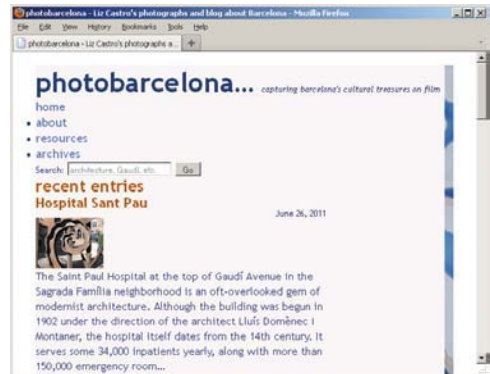 photobarcelona - Liz Castro's photographs and blog about Barcelona - Mozilla Firefox
File Edit View History Bookmarks Tools Help
photobarcelona - Liz Castro's photographs a... +
photobarcelona... capturing barcelona's cultural treasures on film
home
• about
• resources
• archives
Search: architecture, Gaudí, etc. Go
recent entries
Hospital Sant Pau
June 26, 2011
The Saint Paul Hospital at the top of Gaudí Avenue in the
Sagrada Família neighborhood is an oft-overlooked gem of
modernist architecture. Although the building was begun in
1902 under the direction of the architect Lluís Domènec i
Montaner, the hospital itself dates from the 14th century. It
serves some 34,000 inpatients yearly, along with more than
150,000 emergency room...